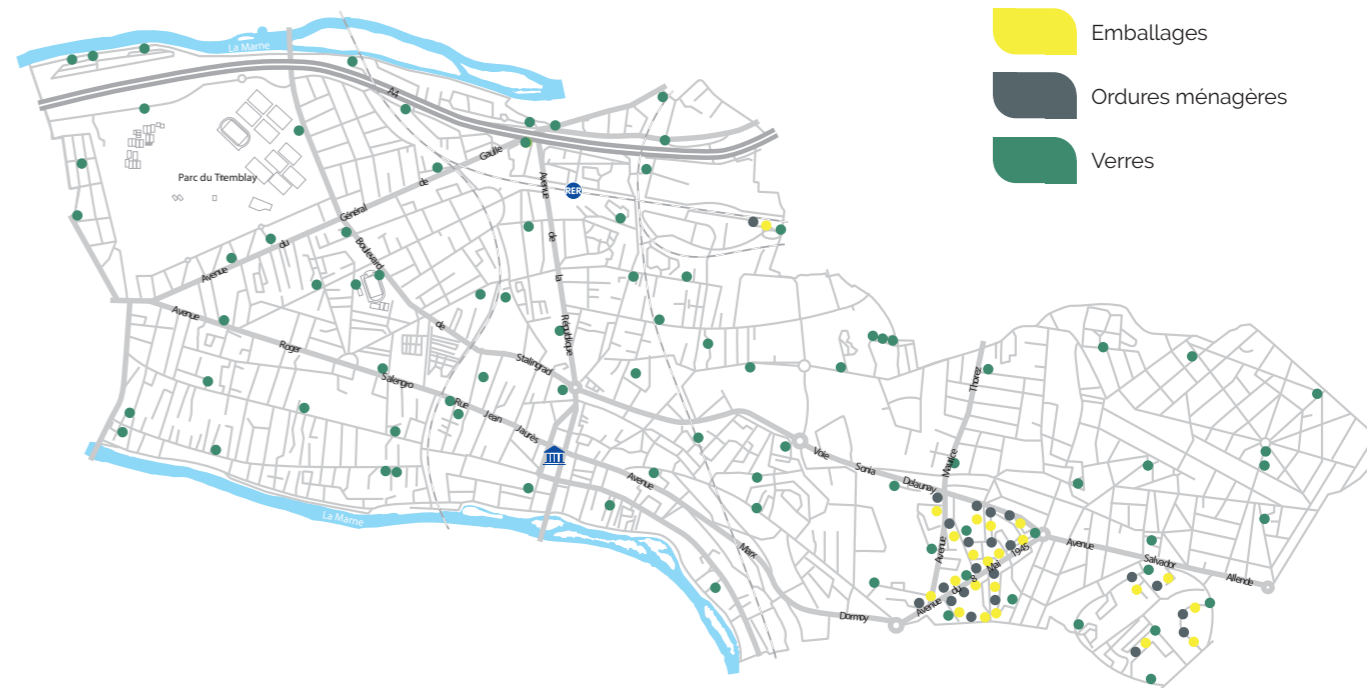 Emballages
Ordures ménagères
Verres
La Marne
A4
Parc du Tremblay
Avenue du Général de Gaulle
RER
Avenue de la République
Boulevard de Stalingrad
Avenue Roger Salengro
Rue Jean Jaurès
Avenue Marx Dormoy
Voie Sonia Delaunay
Avenue Maurice Thorez
Avenue du 8 Mai 1945
Avenue Salvador Allende
La Marne